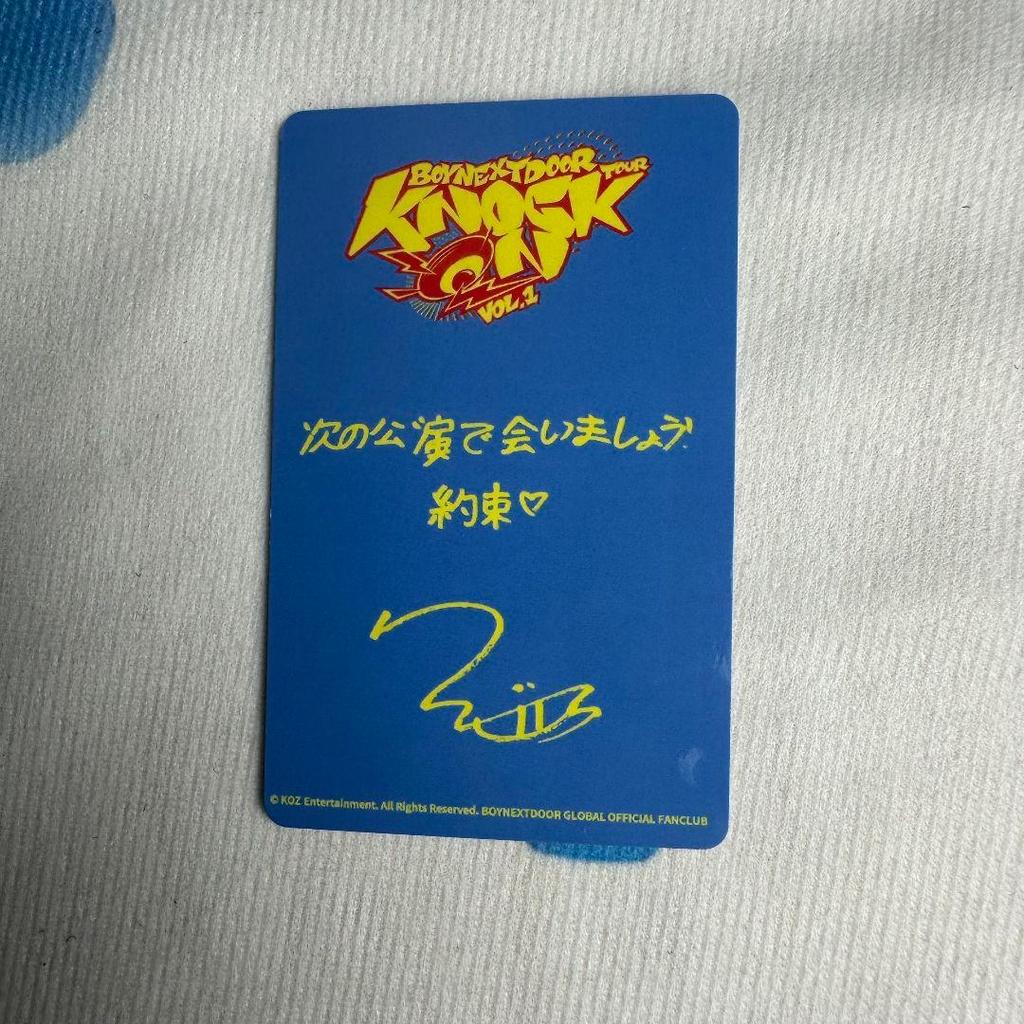 BOYNEXTDOOR TOUR
KNOCK
ON
VOL.1
次の公演で会いましょう!
約束♡
© KOZ Entertainment. All Rights Reserved. BOYNEXTDOOR GLOBAL OFFICIAL FANCLUB